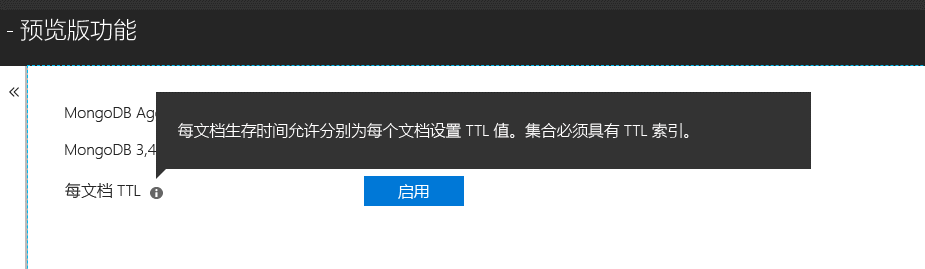 - 预览版功能
«
MongoDB
每文档生存时间允许分别为每个文档设置 TTL 值。集合必须具有 TTL 索引。
MongoDB 3,4
每文档 TTL
启用